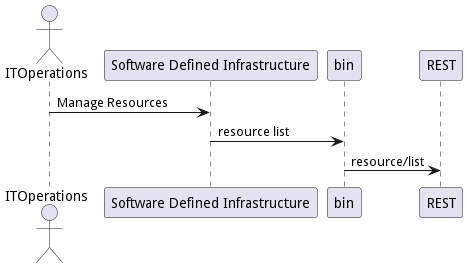 ITOperations
Software Defined Infrastructure
bin
REST
Manage Resources
resource list
resource/list
ITOperations
Software Defined Infrastructure
bin
REST